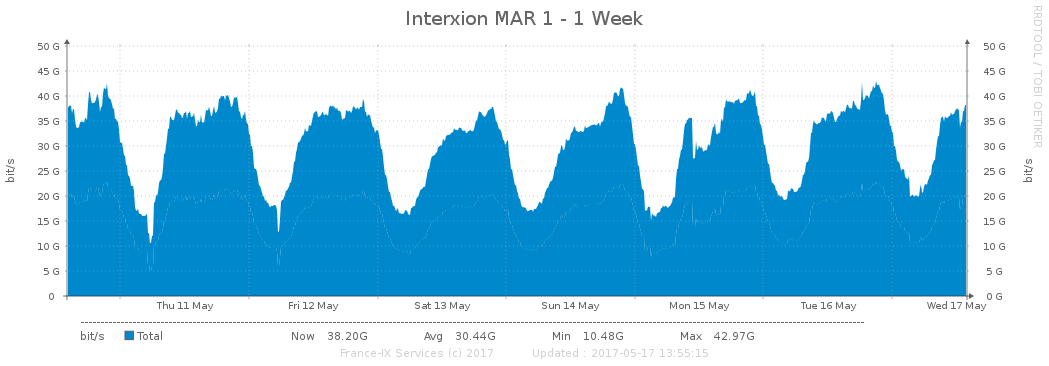 Interxion MAR 1 - 1 Week
RRDTOOL / TOBI OETIKER
bit/s
50 G 50 G
45 G 45 G
40 G 40 G
35 G 35 G
30 G 30 G
25 G 25 G
20 G 20 G
15 G 15 G
10 G 10 G
5 G 5 G
0 0 G
bit/s
Thu 11 May Fri 12 May Sat 13 May Sun 14 May Mon 15 May Tue 16 May Wed 17 May
bit/s Total Now 38.20G Avg 30.44G Min 10.48G Max 42.97G
France-IX Services (c) 2017 Updated : 2017-05-17 13:55:15